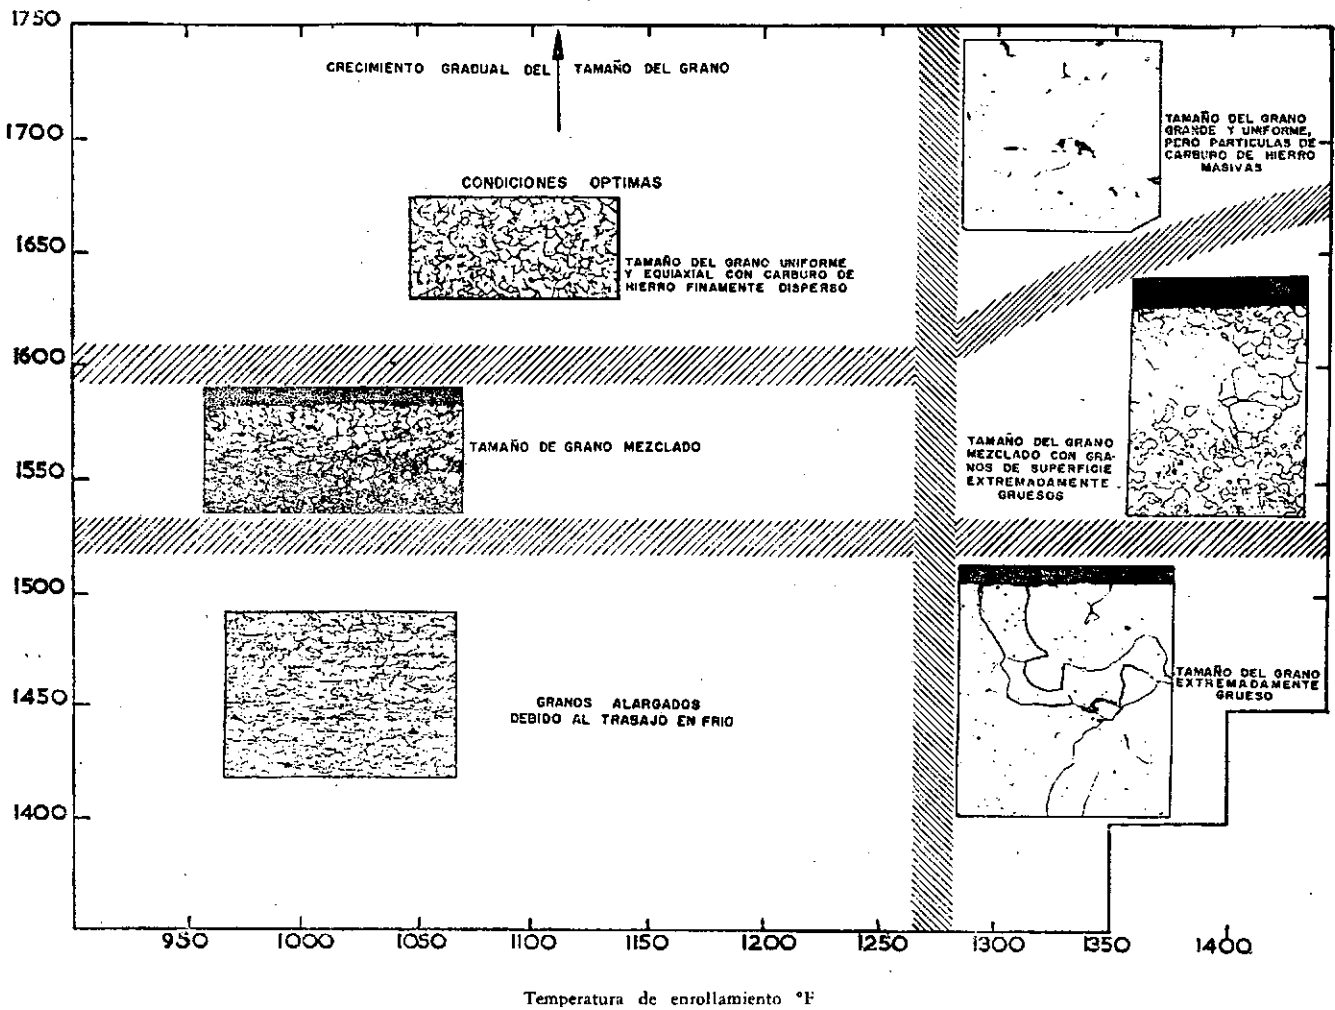 1750
CRECIMIENTO GRADUAL DEL TAMAÑO DEL GRANO
TAMAÑO DEL GRANO
GRANDE Y UNIFORME,
PERO PARTICULAS DE
CARBURO DE HIERRO
MASIVAS
1700
CONDICIONES OPTIMAS
1650
TAMAÑO DEL GRANO UNIFORME
Y EQUIAXIAL CON CARBURO DE
HIERRO FINAMENTE DISPERSO
1600
TAMAÑO DE GRANO MEZCLADO
TAMAÑO DEL GRANO
MEZCLADO CON GRA-
NOS DE SUPERFICIE
EXTREMADAMENTE
GRUESOS
1550
1500
TAMAÑO DEL GRANO
EXTREMADAMENTE
GRUESO
1450
GRANOS ALARGADOS
DEBIDO AL TRASAJO EN FRIO
1400
950 1000 1050 1100 1150 1200 1250 1300 1350 1400
Temperatura de enrollamiento °F